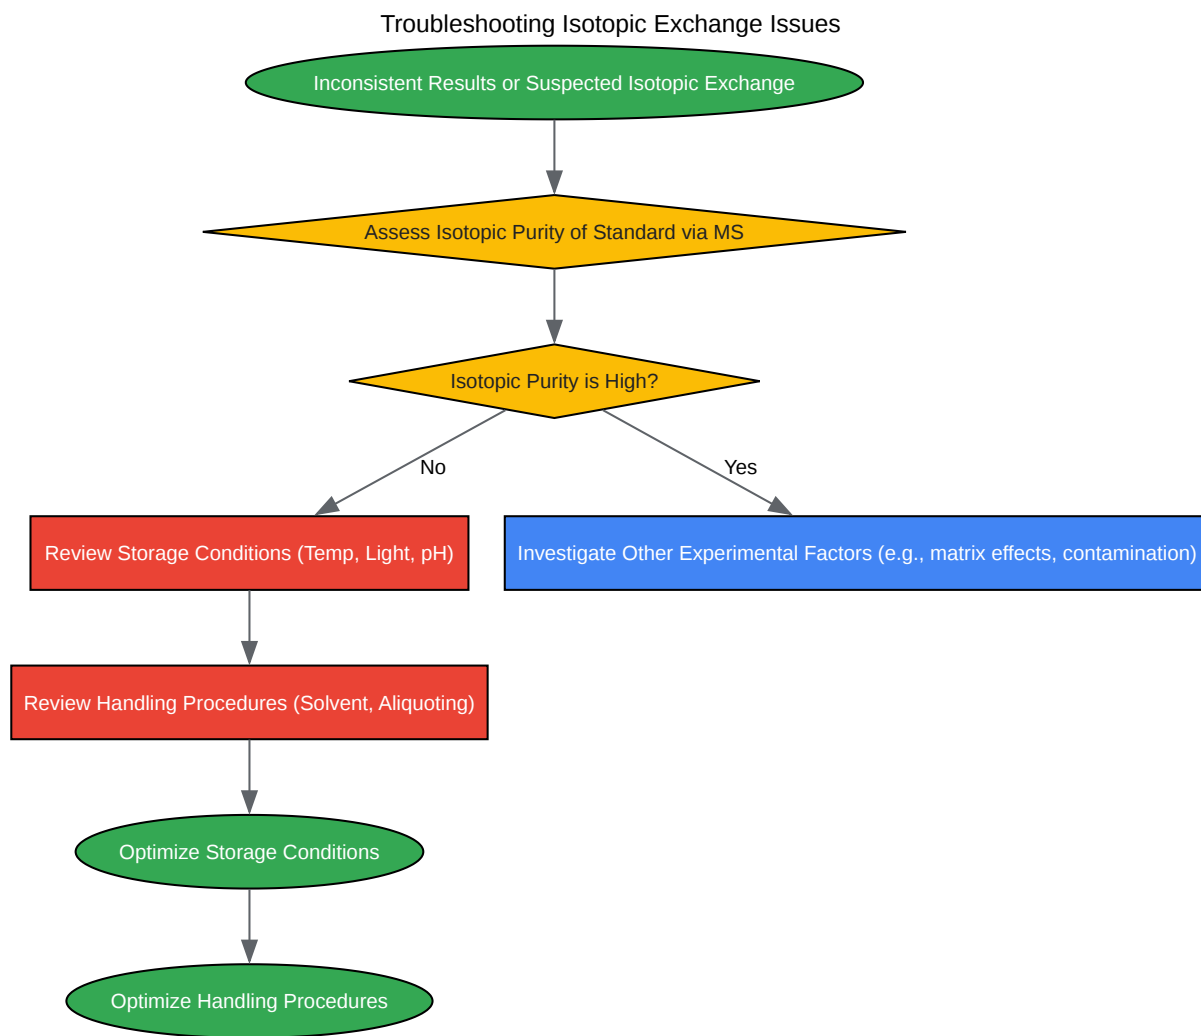 Troubleshooting Isotopic Exchange Issues
Inconsistent Results or Suspected Isotopic Exchange
Assess Isotopic Purity of Standard via MS
Isotopic Purity is High?
No
Yes
Review Storage Conditions (Temp, Light, pH)
Investigate Other Experimental Factors (e.g., matrix effects, contamination)
Review Handling Procedures (Solvent, Aliquoting)
Optimize Storage Conditions
Optimize Handling Procedures